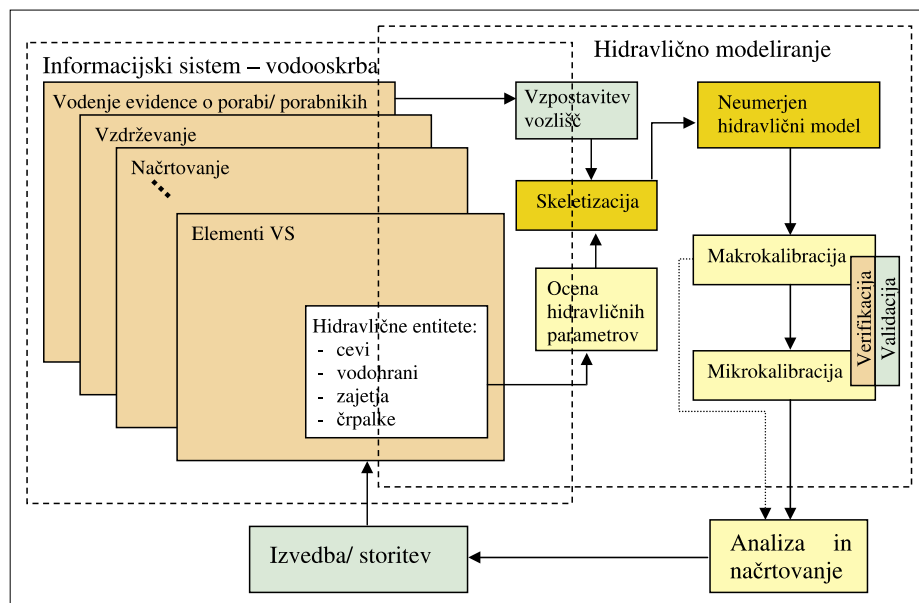 Hidravlično modeliranje
Informacijski sistem – vodooskrba
Vodenje evidence o porabi/ porabnikih
Vzdrževanje
Načrtovanje
Elementi VS
Hidravlične entitete:
- cevi
- vodohrani
- zajetja
- črpalke
Vzpostavitev
vozlišč
Skeletizacija
Ocena
hidravličnih
parametrov
Neumerjen
hidravlični model
Makrokalibracija
Mikrokalibracija
Verifikacija
Validacija
Analiza in
načrtovanje
Izvedba/ storitev